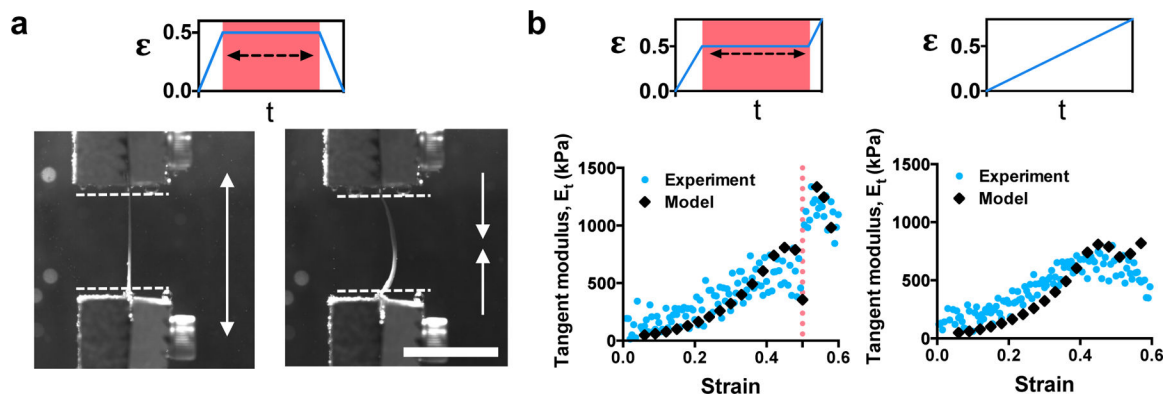 a
ε
0.5
0.0
t
b
ε
0.5
0.0
t
ε
0.5
0.0
t
Tangent modulus, Et (kPa)
1500
1000
500
0
Experiment
Model
0.0 0.2 0.4 0.6
Strain
Tangent modulus, Et (kPa)
1500
1000
500
0
Experiment
Model
0.0 0.2 0.4 0.6
Strain